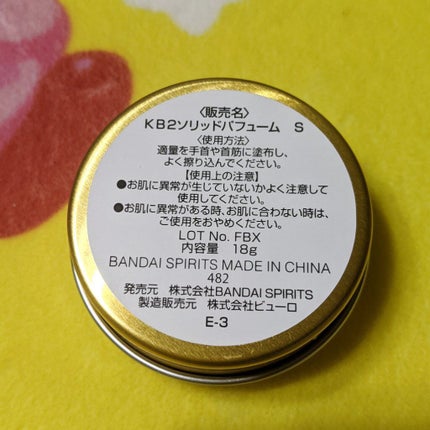 〈販売名〉
KB2ソリッドパフューム S
〈使用方法〉
適量を手首や首筋に塗布し、
よく擦り込んでください。
【使用上の注意】
●お肌に異常が生じていないかよく注意して
使用してください。
●お肌に異常がある時、お肌に合わない時は、
ご使用をおやめください。
LOT No. FBX
内容量 18g
BANDAI SPIRITS MADE IN CHINA
482
発売元 株式会社BANDAI SPIRITS
製造販売元 株式会社ピューロ
E-3